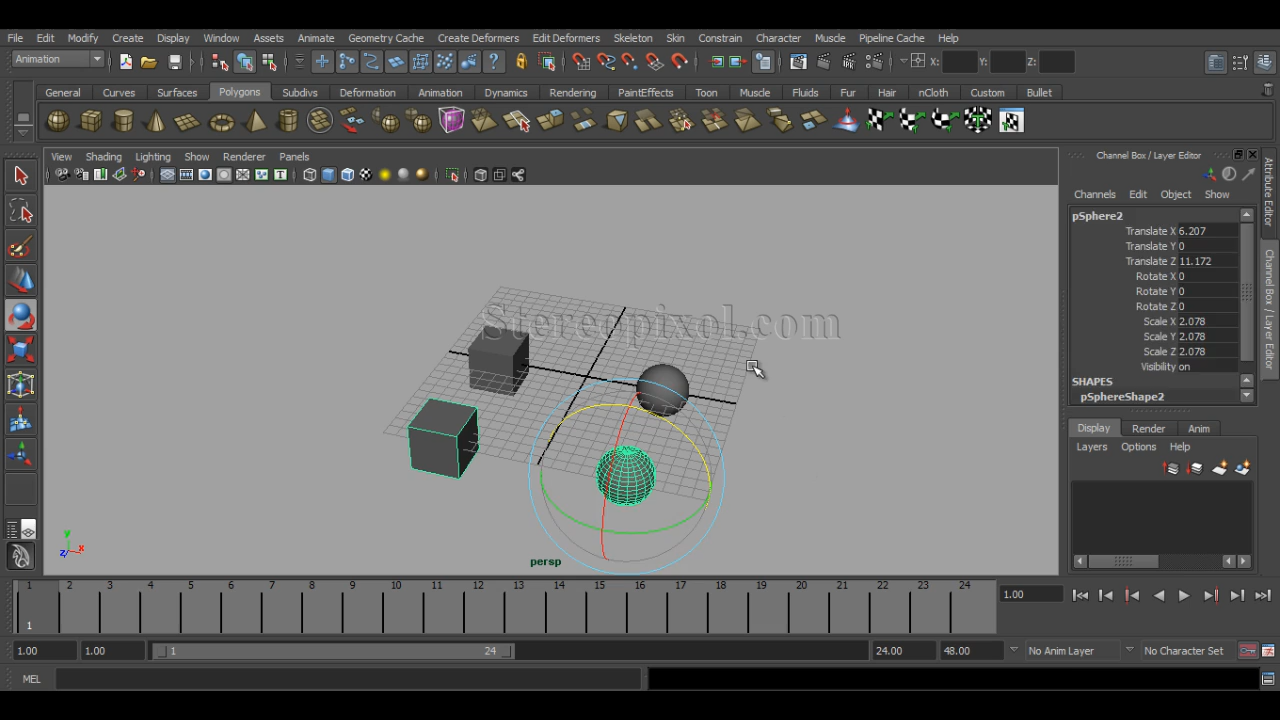 File Edit Modify Create Display Window Assets Animate Geometry Cache Create Deformers Edit Deformers Skeleton Skin Constrain Character Muscle Pipeline Cache Help
Animation X: Y: Z:
General Curves Surfaces Polygons Subdivs Deformation Animation Dynamics Rendering PaintEffects Toon Muscle Fluids Fur Hair nCloth Custom Bullet
View Shading Lighting Show Renderer Panels
Channel Box / Layer Editor
Channels Edit Object Show
pSphere2
Translate X 6.207
Translate Y 0
Translate Z 11.172
Rotate X 0
Rotate Y 0
Rotate Z 0
Scale X 2.078
Scale Y 2.078
Scale Z 2.078
Visibility on
SHAPES
pSphereShape2
Display Render Anim
Layers Options Help
Attribute Editor
Channel Box / Layer Editor
Stereopixol.com
y
z x
persp
1 2 3 4 5 6 7 8 9 10 11 12 13 14 15 16 17 18 19 20 21 22 23 24
1
1.00
1.00 1.00 1 24 24.00 48.00 No Anim Layer No Character Set
MEL